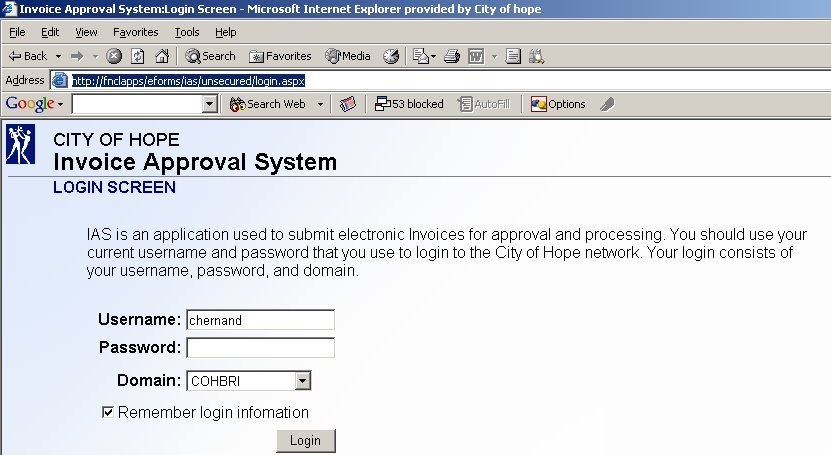 Invoice Approval System:Login Screen - Microsoft Internet Explorer provided by City of hope
File Edit View Favorites Tools Help
Back Search Favorites Media
Address http://fnclapps/eforms/ias/unsecured/login.aspx
Google Search Web 53 blocked AutoFill Options
CITY OF HOPE
Invoice Approval System
LOGIN SCREEN
IAS is an application used to submit electronic Invoices for approval and processing. You should use your
current username and password that you use to login to the City of Hope network. Your login consists of
your username, password, and domain.
Username: chernand
Password:
Domain: COHBRI
Remember login infomation
Login